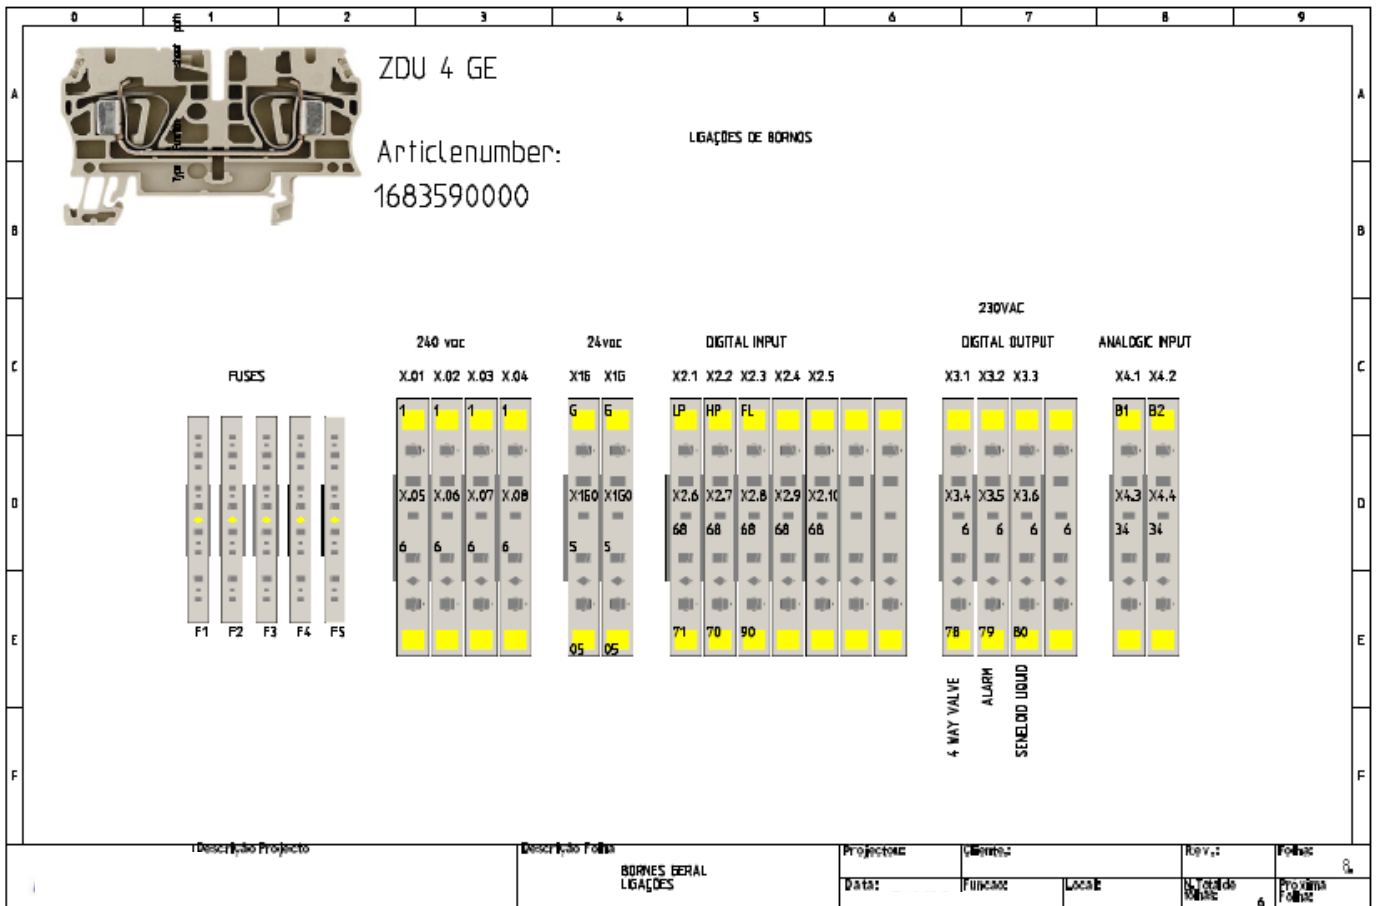 0 1 2 3 4 5 6 7 8 9
ZDU 4 GE
Articlenumber:
1683590000
LIGAÇÕES DE BORNOS
230VAC
240 vac 24vac DIGITAL INPUT DIGITAL OUTPUT ANALOGIC INPUT
FUSES
X.01 X.02 X.03 X.04 X1G X1G X2.1 X2.2 X2.3 X2.4 X2.5 X3.1 X3.2 X3.3 X4.1 X4.2
1 1 1 1 G G LP HP FL B1 B2
X.05 X.06 X.07 X.08 X1G0 X1G0 X2.6 X2.7 X2.8 X2.9 X2.10 X3.4 X3.5 X3.6 X4.3 X4.4
68 68 68 68 68 6 6 6 6 34 34
6 6 6 6 5 5
F1 F2 F3 F4 F5
71 70 90 78 79 80
05 05
4 WAY VALVE
ALARM
SENELOID LIQUID
A A
B B
C C
D D
E E
F F
Descrição Projecto
Descrição Folha
BORNES GERAL
LIGAÇÕES
Projectou:
Cliente.:
Rev.:
Folha:
8
Data:
Funcao:
Local:
N.Total de
folhas:
6
Proxima
Folha: